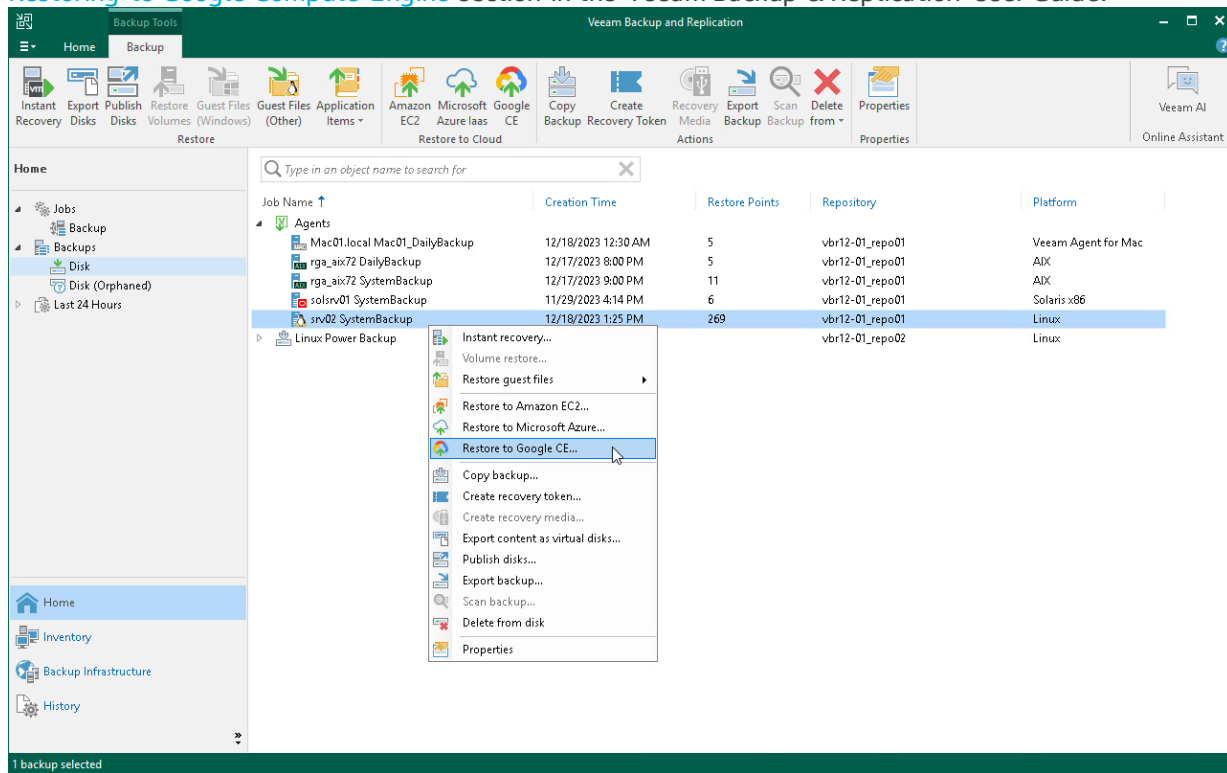 Restoring to Google Compute Engine section in the Veeam Backup & Replication User Guide.
Backup Tools
Veeam Backup and Replication
Home Backup
Instant Recovery
Export Disks
Publish Disks
Restore Volumes
Guest Files (Windows)
Guest Files (Other)
Application Items
Amazon EC2
Microsoft Azure Iaas
Google CE
Copy Backup
Create Recovery Token
Recovery Media
Export Backup
Scan Backup
Delete from
Properties
Veeam AI
Restore
Restore to Cloud
Actions
Properties
Online Assistant
Home
Type in an object name to search for
Jobs
Backup
Backups
Disk
Disk (Orphaned)
Last 24 Hours
Job Name Creation Time Restore Points Repository Platform
Agents
Mac01.local Mac01_DailyBackup 12/18/2023 12:30 AM 5 vbr12-01_repo01 Veeam Agent for Mac
rga_aix72 DailyBackup 12/17/2023 8:00 PM 5 vbr12-01_repo01 AIX
rga_aix72 SystemBackup 12/17/2023 9:00 PM 11 vbr12-01_repo01 AIX
solsrv01 SystemBackup 11/29/2023 4:14 PM 6 vbr12-01_repo01 Solaris x86
srv02 SystemBackup 12/18/2023 1:25 PM 269 vbr12-01_repo01 Linux
Linux Power Backup vbr12-01_repo02 Linux
Instant recovery...
Volume restore...
Restore guest files
Restore to Amazon EC2...
Restore to Microsoft Azure...
Restore to Google CE...
Copy backup...
Create recovery token...
Create recovery media...
Export content as virtual disks...
Publish disks...
Export backup...
Scan backup...
Delete from disk
Properties
Home
Inventory
Backup Infrastructure
History
1 backup selected